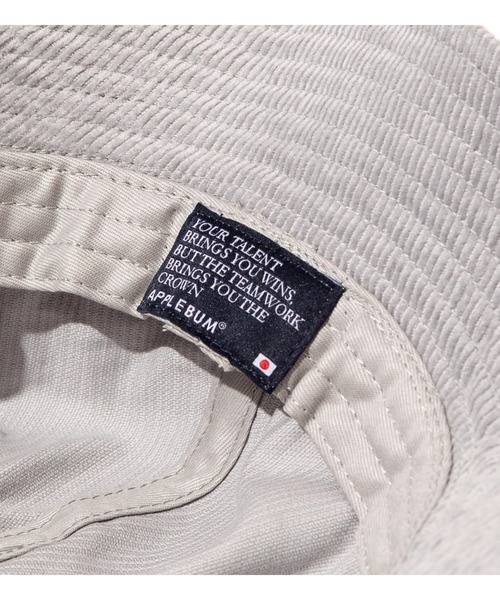 YOUR TALENT
BRINGS YOU WINS,
BUT THE TEAMWORK
BRINGS YOU THE
CROWN
APPLEBUM®